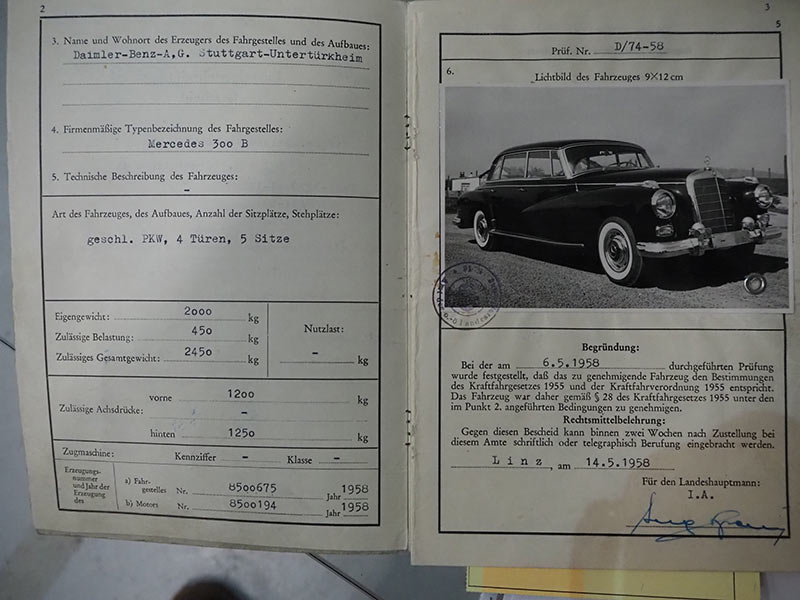 2
3. Name und Wohnort des Erzeugers des Fahrgestelles und des Aufbaues:
Daimler-Benz-A,G. Stuttgart-Untertürkheim
4. Firmenmäßige Typenbezeichnung des Fahrgestelles:
Mercedes 300 B
5. Technische Beschreibung des Fahrzeuges:
-
Art des Fahrzeuges, des Aufbaues, Anzahl der Sitzplätze, Stehplätze:
geschl. PKW, 4 Türen, 5 Sitze
Eigengewicht: 2000 kg
Zulässige Belastung: 450 kg
Zulässiges Gesamtgewicht: 2450 kg
Nutzlast:
- kg
vorne 1200 kg
Zulässige Achsdrücke: -
hinten 1250 kg
Zugmaschine: Kennziffer - Klasse -
Erzeugungsnummer und Jahr der Erzeugung des
a) Fahrgestelles Nr. 8500675 Jahr 1958
b) Motors Nr. 8500194 Jahr 1958
3
5
Prüf. Nr. D/74-58
6.
Lichtbild des Fahrzeuges 9×12 cm
Begründung:
Bei der am 6.5.1958 durchgeführten Prüfung
wurde festgestellt, daß das zu genehmigende Fahrzeug den Bestimmungen
des Kraftfahrgesetzes 1955 und der Kraftfahrverordnung 1955 entspricht.
Das Fahrzeug war daher gemäß § 28 des Kraftfahrgesetzes 1955 unter den
im Punkt 2. angeführten Bedingungen zu genehmigen.
Rechtsmittelbelehrung:
Gegen diesen Bescheid kann binnen zwei Wochen nach Zustellung bei
diesem Amte schriftlich oder telegraphisch Berufung eingebracht werden.
Linz, am 14.5.1958
Für den Landeshauptmann:
I.A.